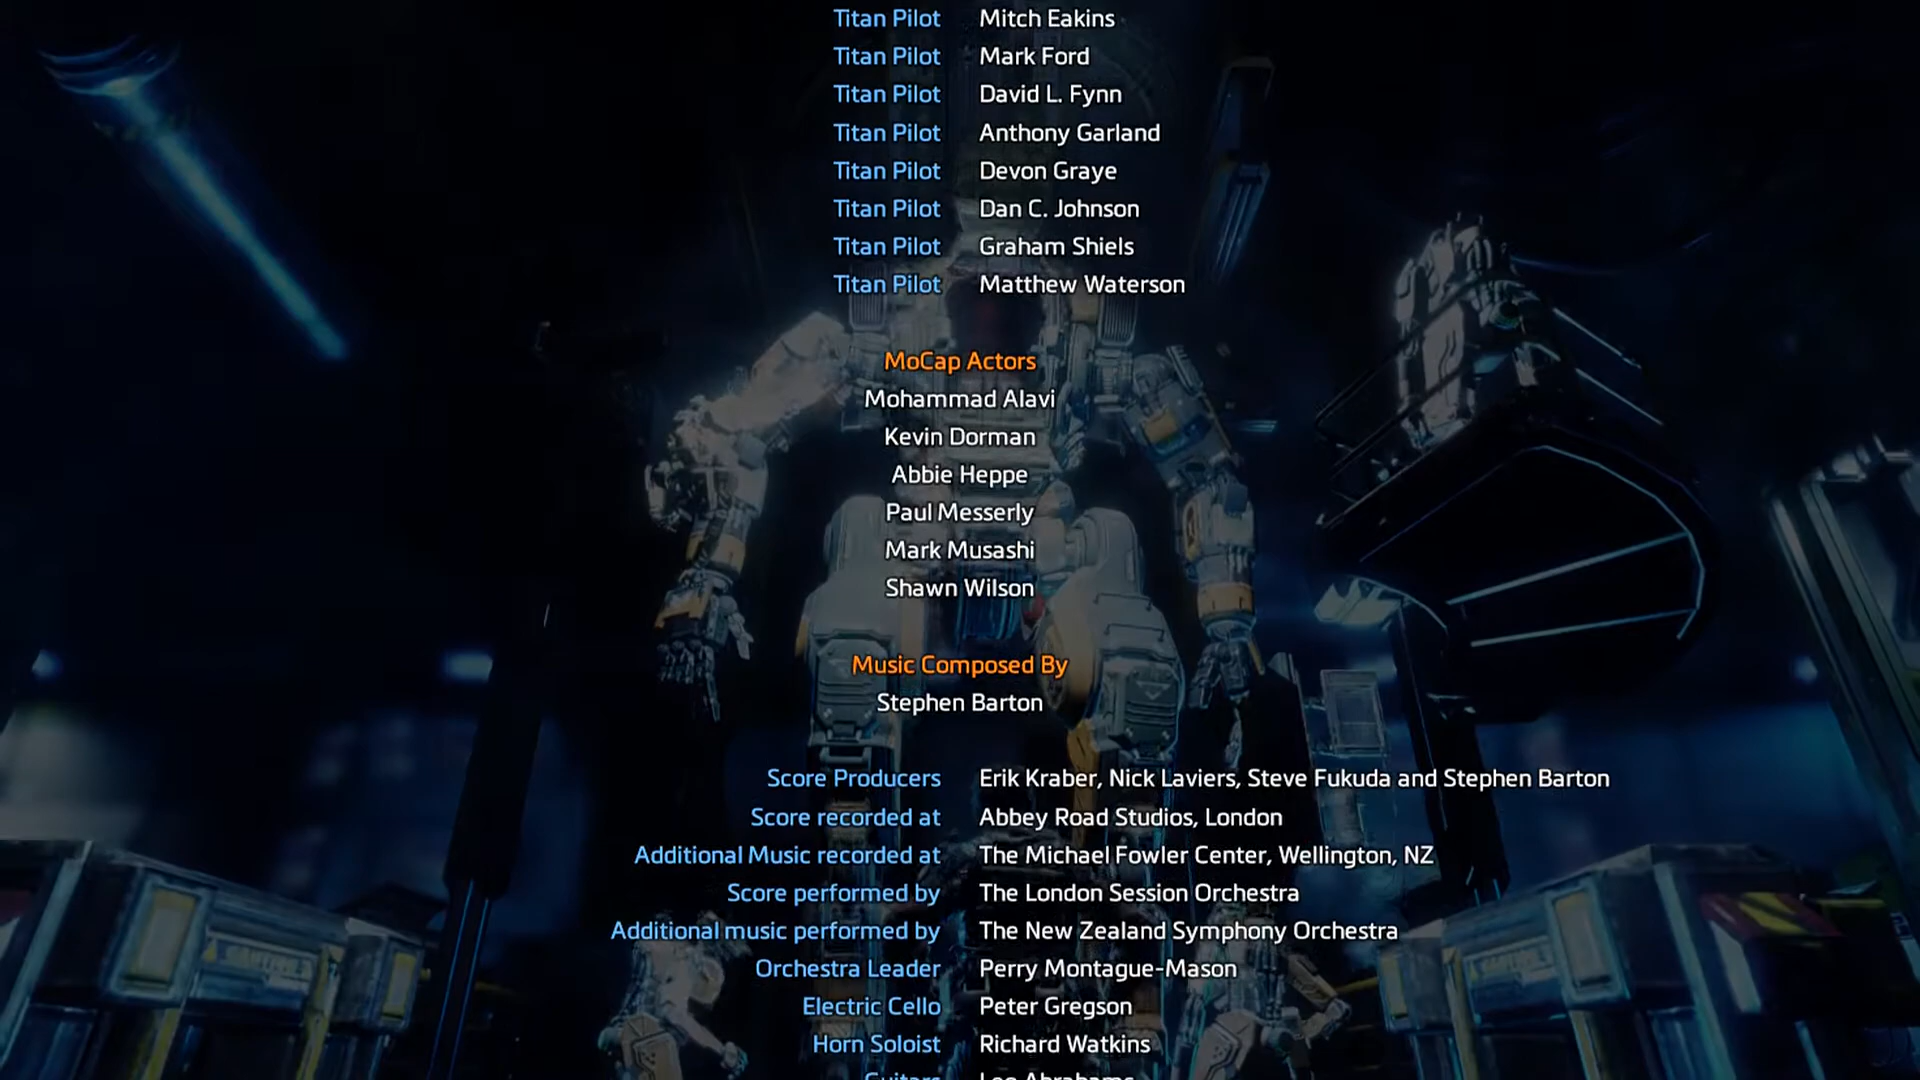 Titan Pilot Mitch Eakins
Titan Pilot Mark Ford
Titan Pilot David L. Fynn
Titan Pilot Anthony Garland
Titan Pilot Devon Graye
Titan Pilot Dan C. Johnson
Titan Pilot Graham Shiels
Titan Pilot Matthew Waterson
MoCap Actors
Mohammad Alavi
Kevin Dorman
Abbie Heppe
Paul Messerly
Mark Musashi
Shawn Wilson
Music Composed By
Stephen Barton
Score Producers Erik Kraber, Nick Laviers, Steve Fukuda and Stephen Barton
Score recorded at Abbey Road Studios, London
Additional Music recorded at The Michael Fowler Center, Wellington, NZ
Score performed by The London Session Orchestra
Additional music performed by The New Zealand Symphony Orchestra
Orchestra Leader Perry Montague-Mason
Electric Cello Peter Gregson
Horn Soloist Richard Watkins
Guitars Leo Abrahams